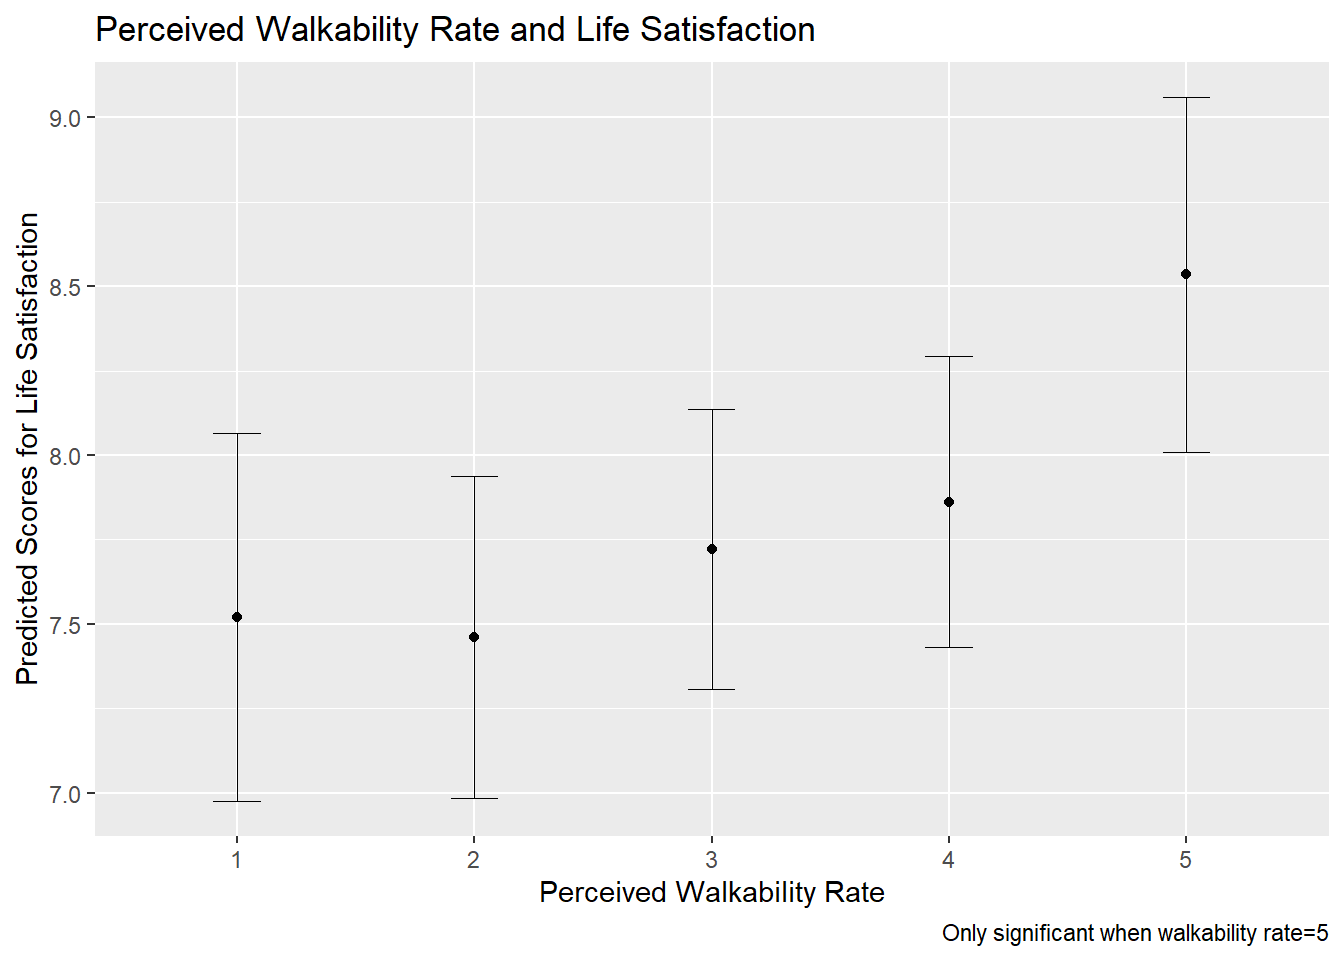 Perceived Walkability Rate and Life Satisfaction
Predicted Scores for Life Satisfaction
9.0
8.5
8.0
7.5
7.0
1 2 3 4 5
Perceived Walkability Rate
Only significant when walkability rate=5